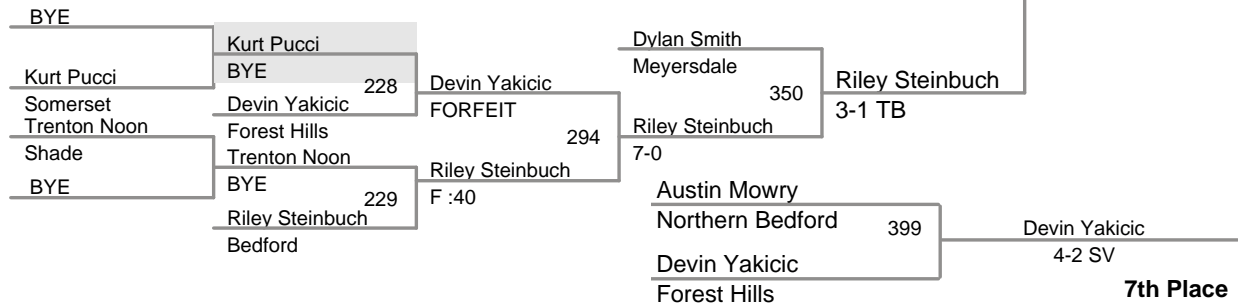 BYE
Kurt Pucci
Somerset
Trenton Noon
Shade
BYE
Kurt Pucci
BYE
228
Devin Yakicic
Forest Hills
Trenton Noon
BYE
229
Riley Steinbuch
Bedford
Devin Yakicic
FORFEIT
294
Riley Steinbuch
F :40
Dylan Smith
Meyersdale
350
Riley Steinbuch
7-0
Riley Steinbuch
3-1 TB
Austin Mowry
Northern Bedford
399
Devin Yakicic
Forest Hills
Devin Yakicic
4-2 SV
7th Place